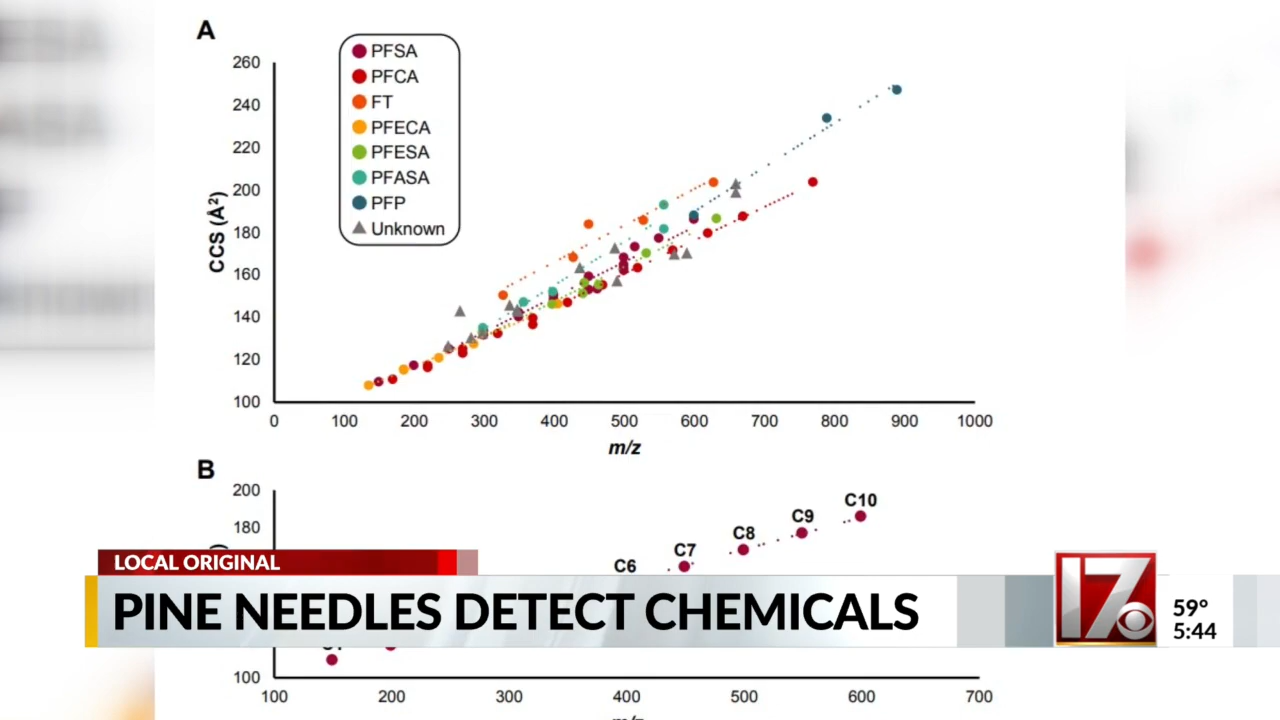 A
PFSA
PFCA
FT
PFECA
PFESA
PFASA
PFP
Unknown
260
240
220
200
180
160
140
120
100
CCS (Å²)
0 100 200 300 400 500 600 700 800 900 1000
m/z
B
200
180
100
C6
C7
C8
C9
C10
100 200 300 400 500 600 700
LOCAL ORIGINAL
PINE NEEDLES DETECT CHEMICALS
17
59°
5:44